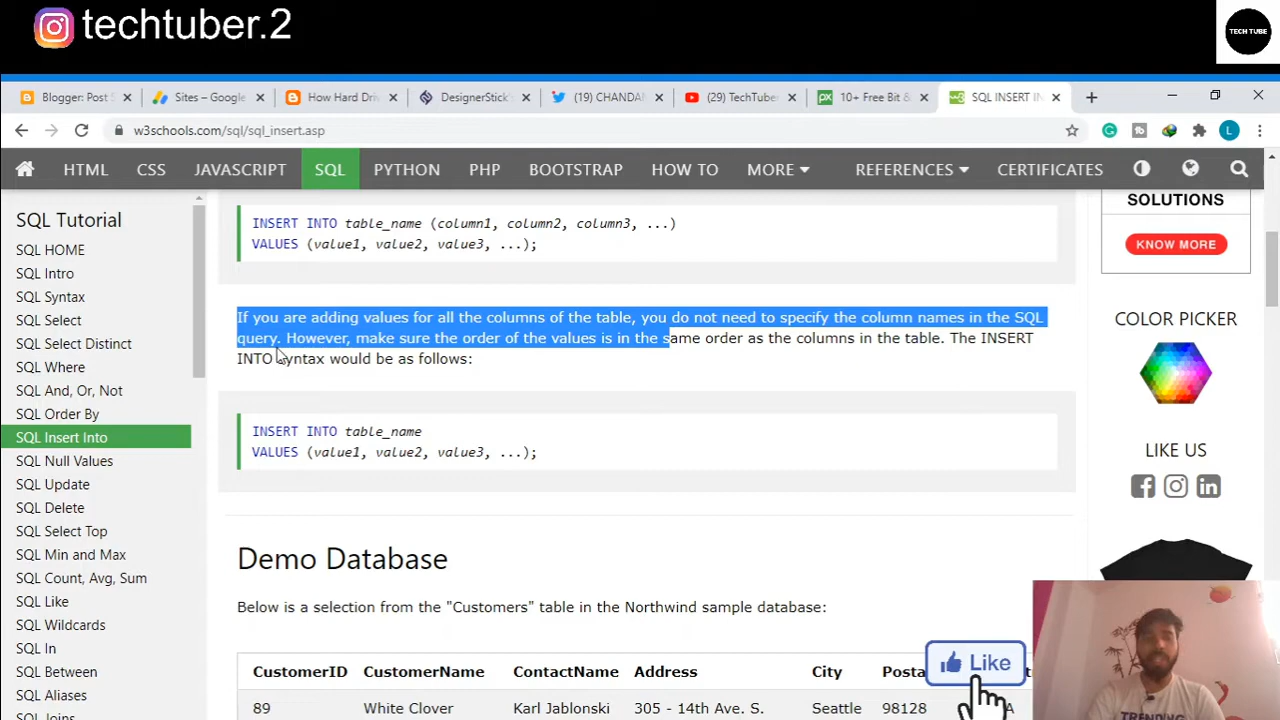 techtuber.2
TECH TUBE
Blogger: Post S
Sites – Google
How Hard Dri
DesignerStick's
(19) CHANDA
(29) TechTuber
10+ Free Bit &
SQL INSERT IN
w3schools.com/sql/sql_insert.asp
L
HTML
CSS
JAVASCRIPT
SQL
PYTHON
PHP
BOOTSTRAP
HOW TO
MORE
REFERENCES
CERTIFICATES
SQL Tutorial
SQL HOME
SQL Intro
SQL Syntax
SQL Select
SQL Select Distinct
SQL Where
SQL And, Or, Not
SQL Order By
SQL Insert Into
SQL Null Values
SQL Update
SQL Delete
SQL Select Top
SQL Min and Max
SQL Count, Avg, Sum
SQL Like
SQL Wildcards
SQL In
SQL Between
SQL Aliases
SQL Joins
INSERT INTO table_name (column1, column2, column3, ...)
VALUES (value1, value2, value3, ...);
If you are adding values for all the columns of the table, you do not need to specify the column names in the SQL
query. However, make sure the order of the values is in the same order as the columns in the table. The INSERT
INTO syntax would be as follows:
INSERT INTO table_name
VALUES (value1, value2, value3, ...);
Demo Database
Below is a selection from the "Customers" table in the Northwind sample database:
CustomerID CustomerName ContactName Address City Posta
89 White Clover Karl Jablonski 305 - 14th Ave. S. Seattle 98128
SOLUTIONS
KNOW MORE
COLOR PICKER
LIKE US
Like
TRENDING